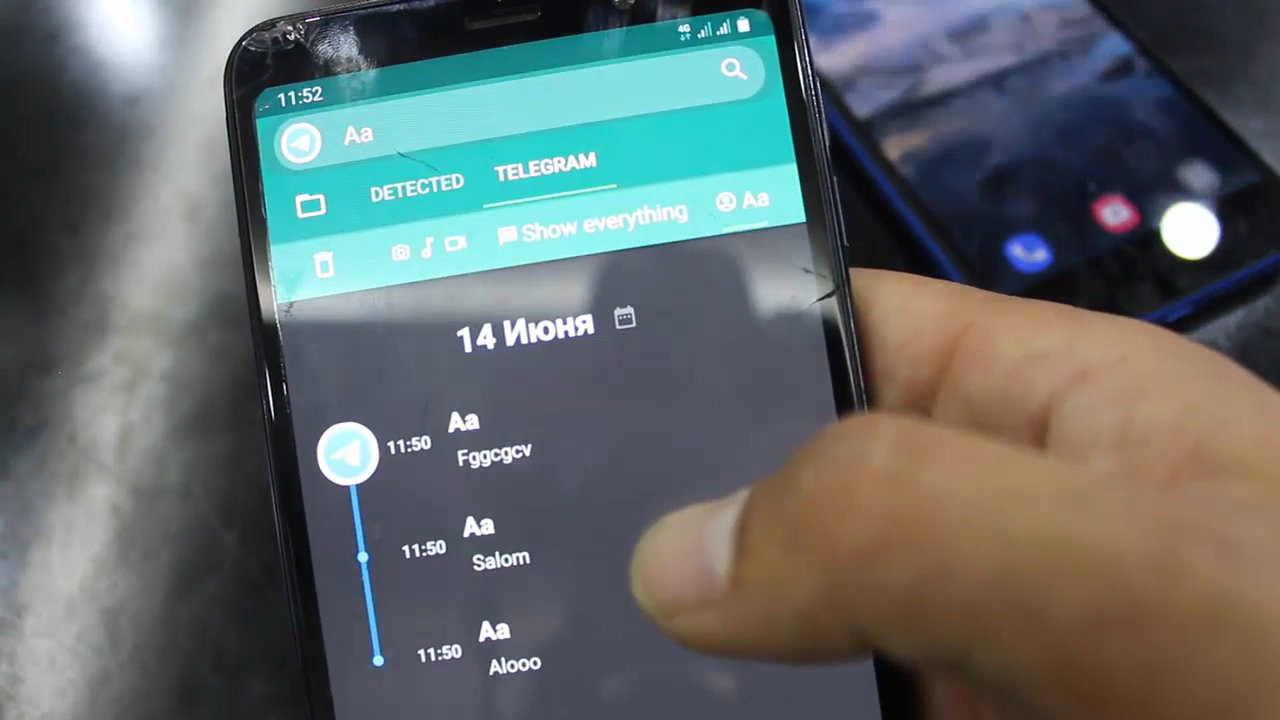 4G
11:52
Aa
DETECTED TELEGRAM
Show everything Aa
14 Июня
Aa
11:50 Fggcgcv
Aa
11:50 Salom
Aa
11:50 Alooo